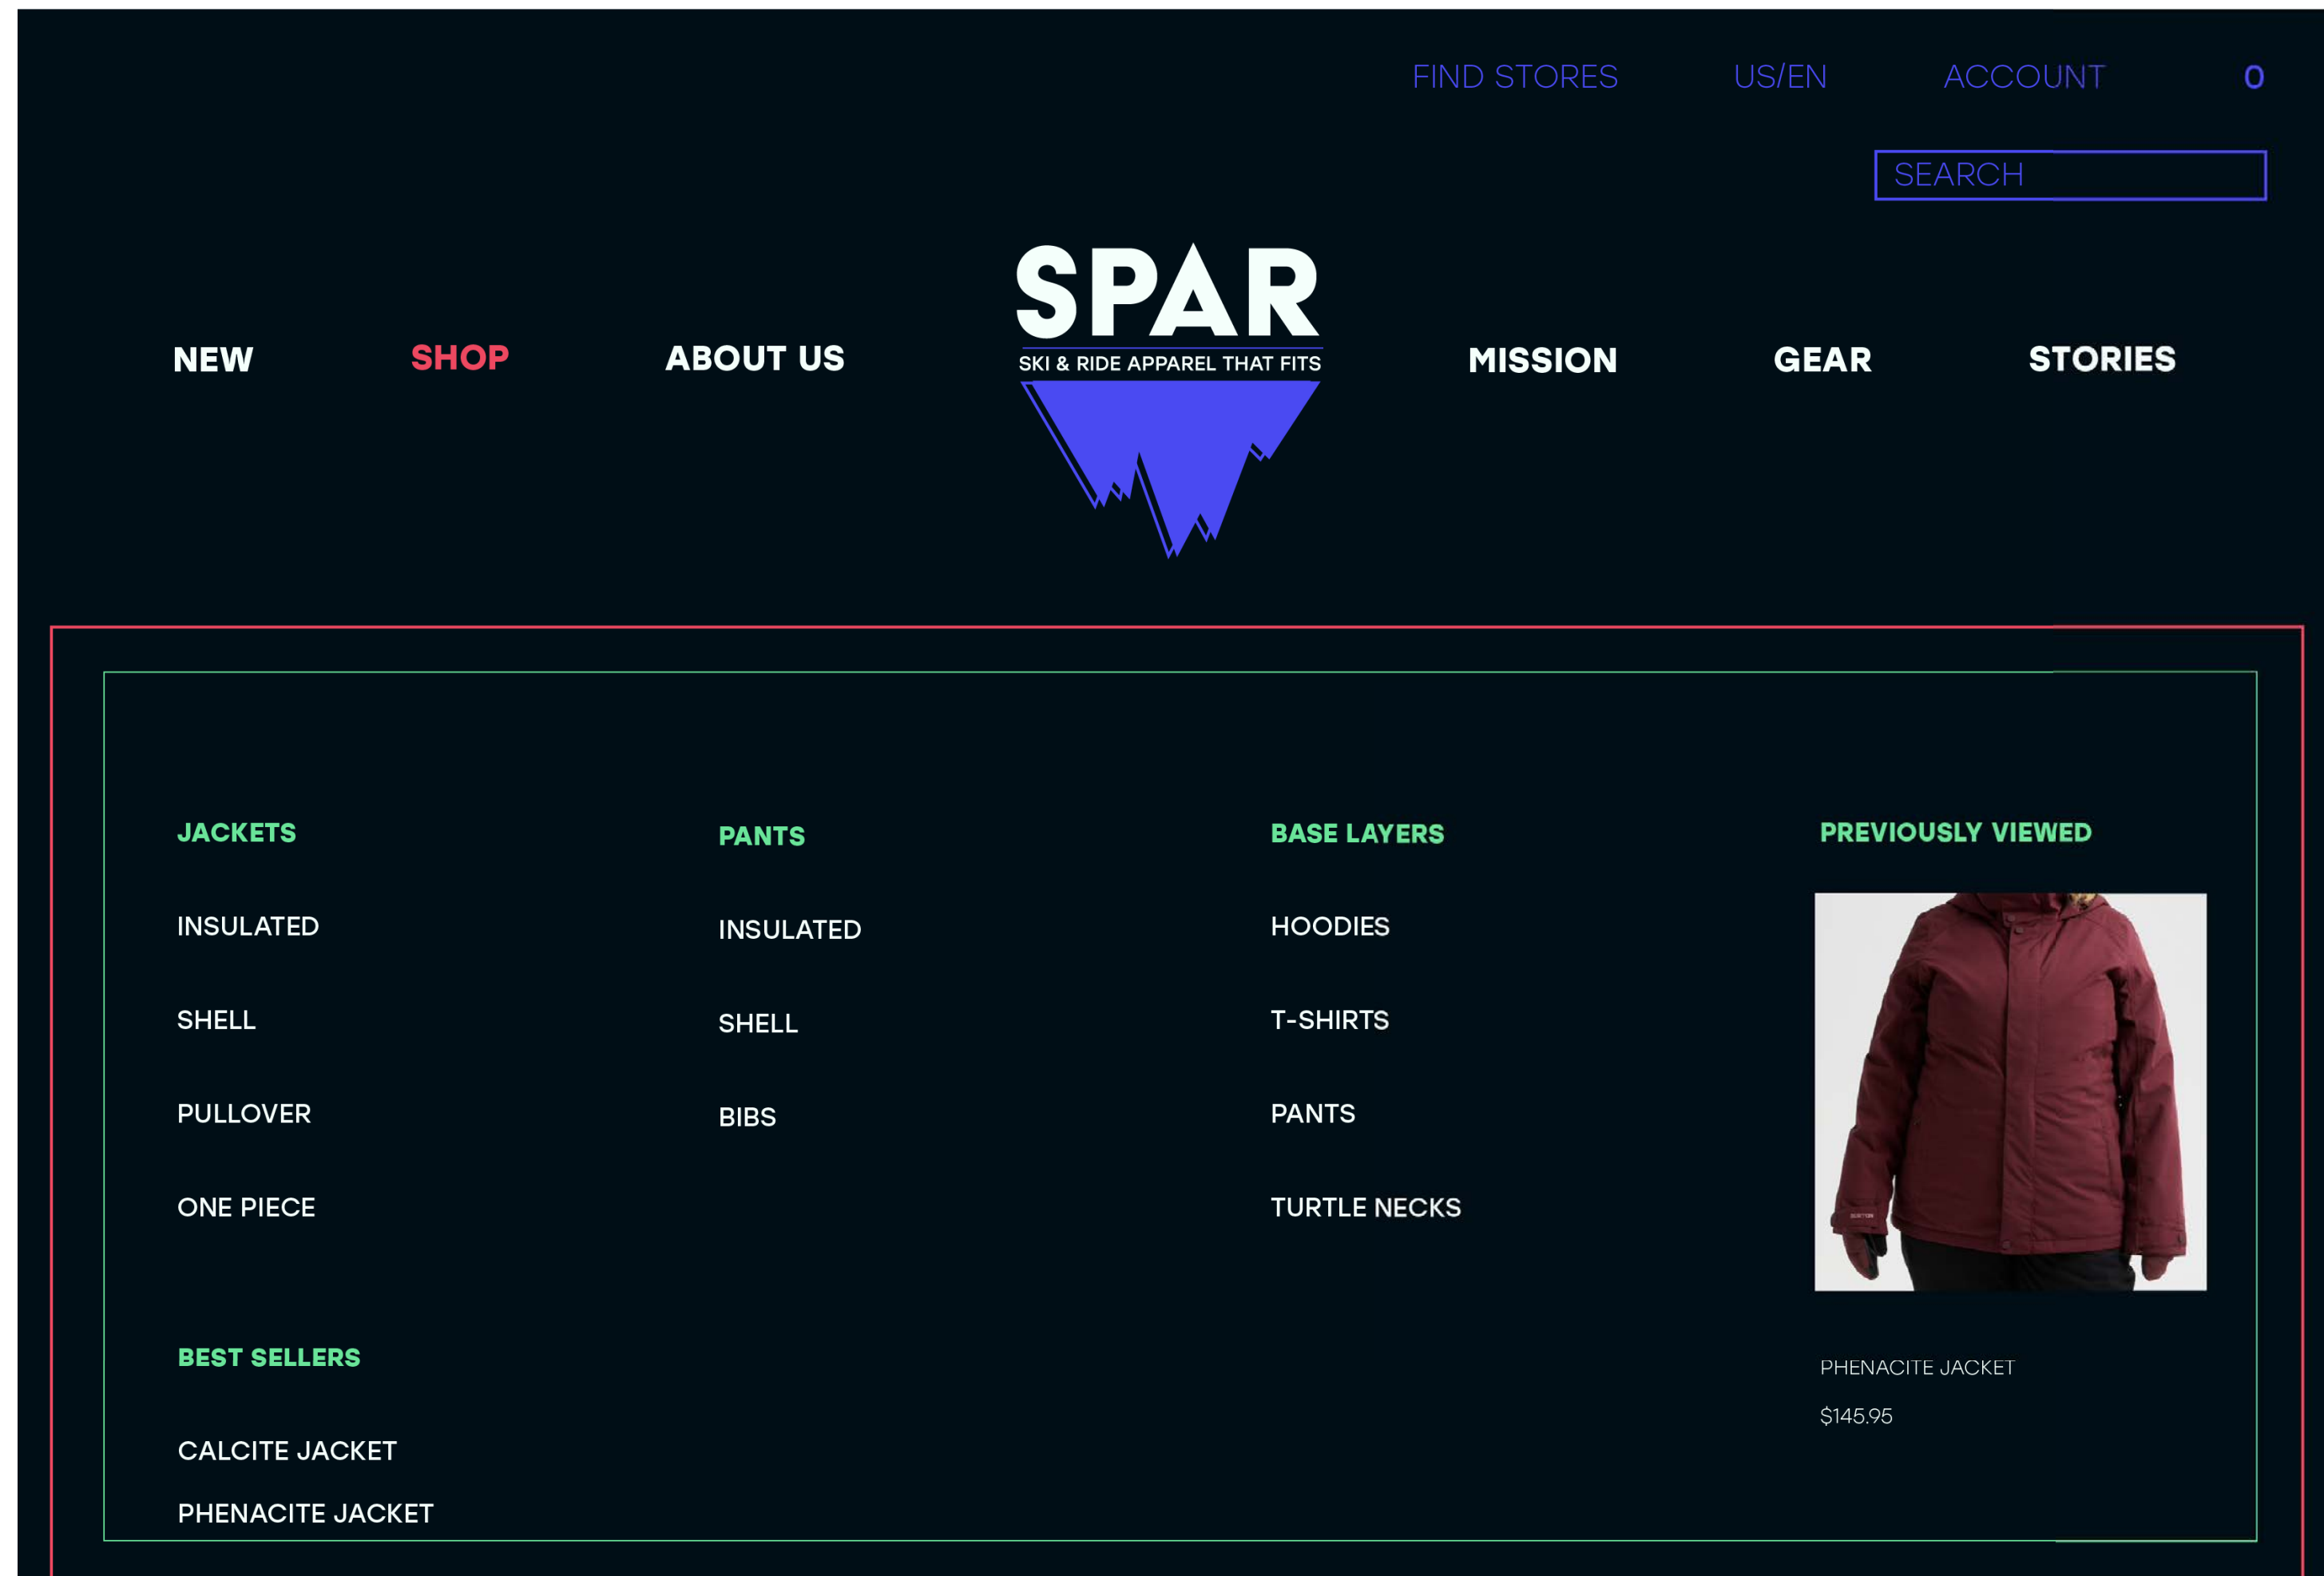 FIND STORES US/EN ACCOUNT 0
SEARCH
SPAR
SKI & RIDE APPAREL THAT FITS
NEW SHOP ABOUT US MISSION GEAR STORIES
JACKETS
INSULATED
SHELL
PULLOVER
ONE PIECE
BEST SELLERS
CALCITE JACKET
PHENACITE JACKET
PANTS
INSULATED
SHELL
BIBS
BASE LAYERS
HOODIES
T-SHIRTS
PANTS
TURTLE NECKS
PREVIOUSLY VIEWED
BURTON
PHENACITE JACKET
$145.95